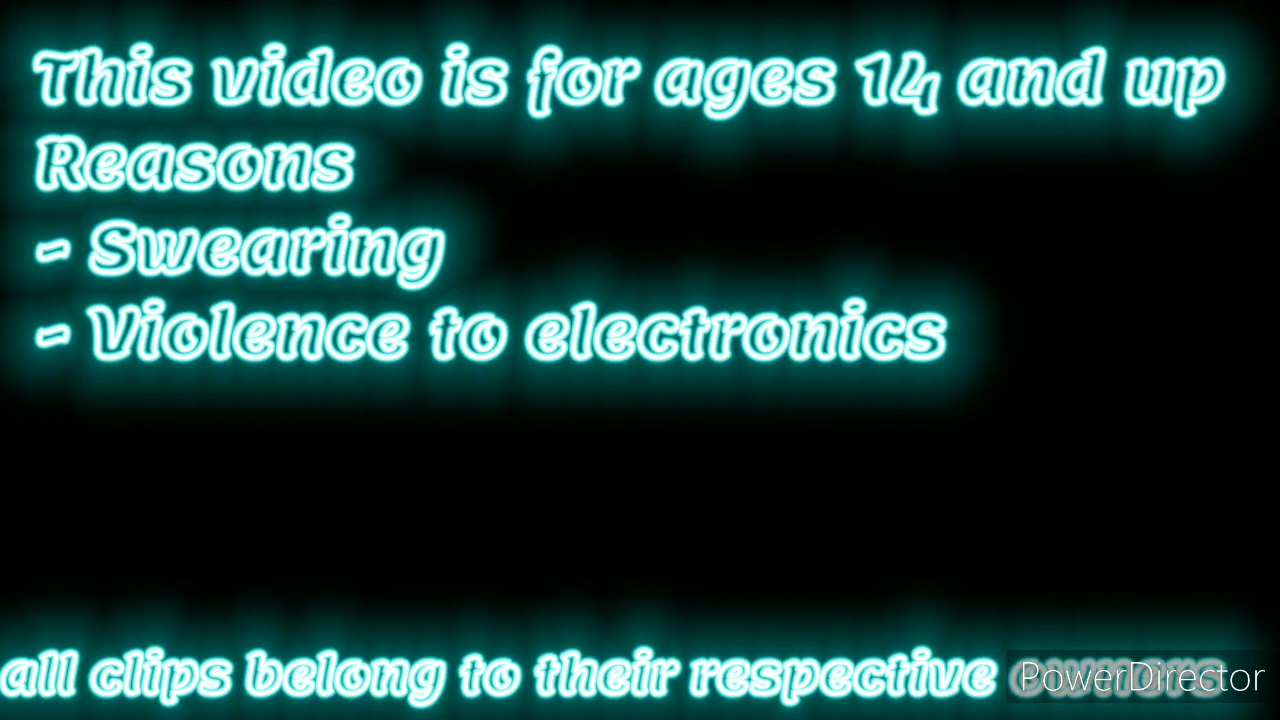 This video is for ages 14 and up
Reasons
- Swearing
- Violence to electronics
all clips belong to their respective owners
PowerDirector